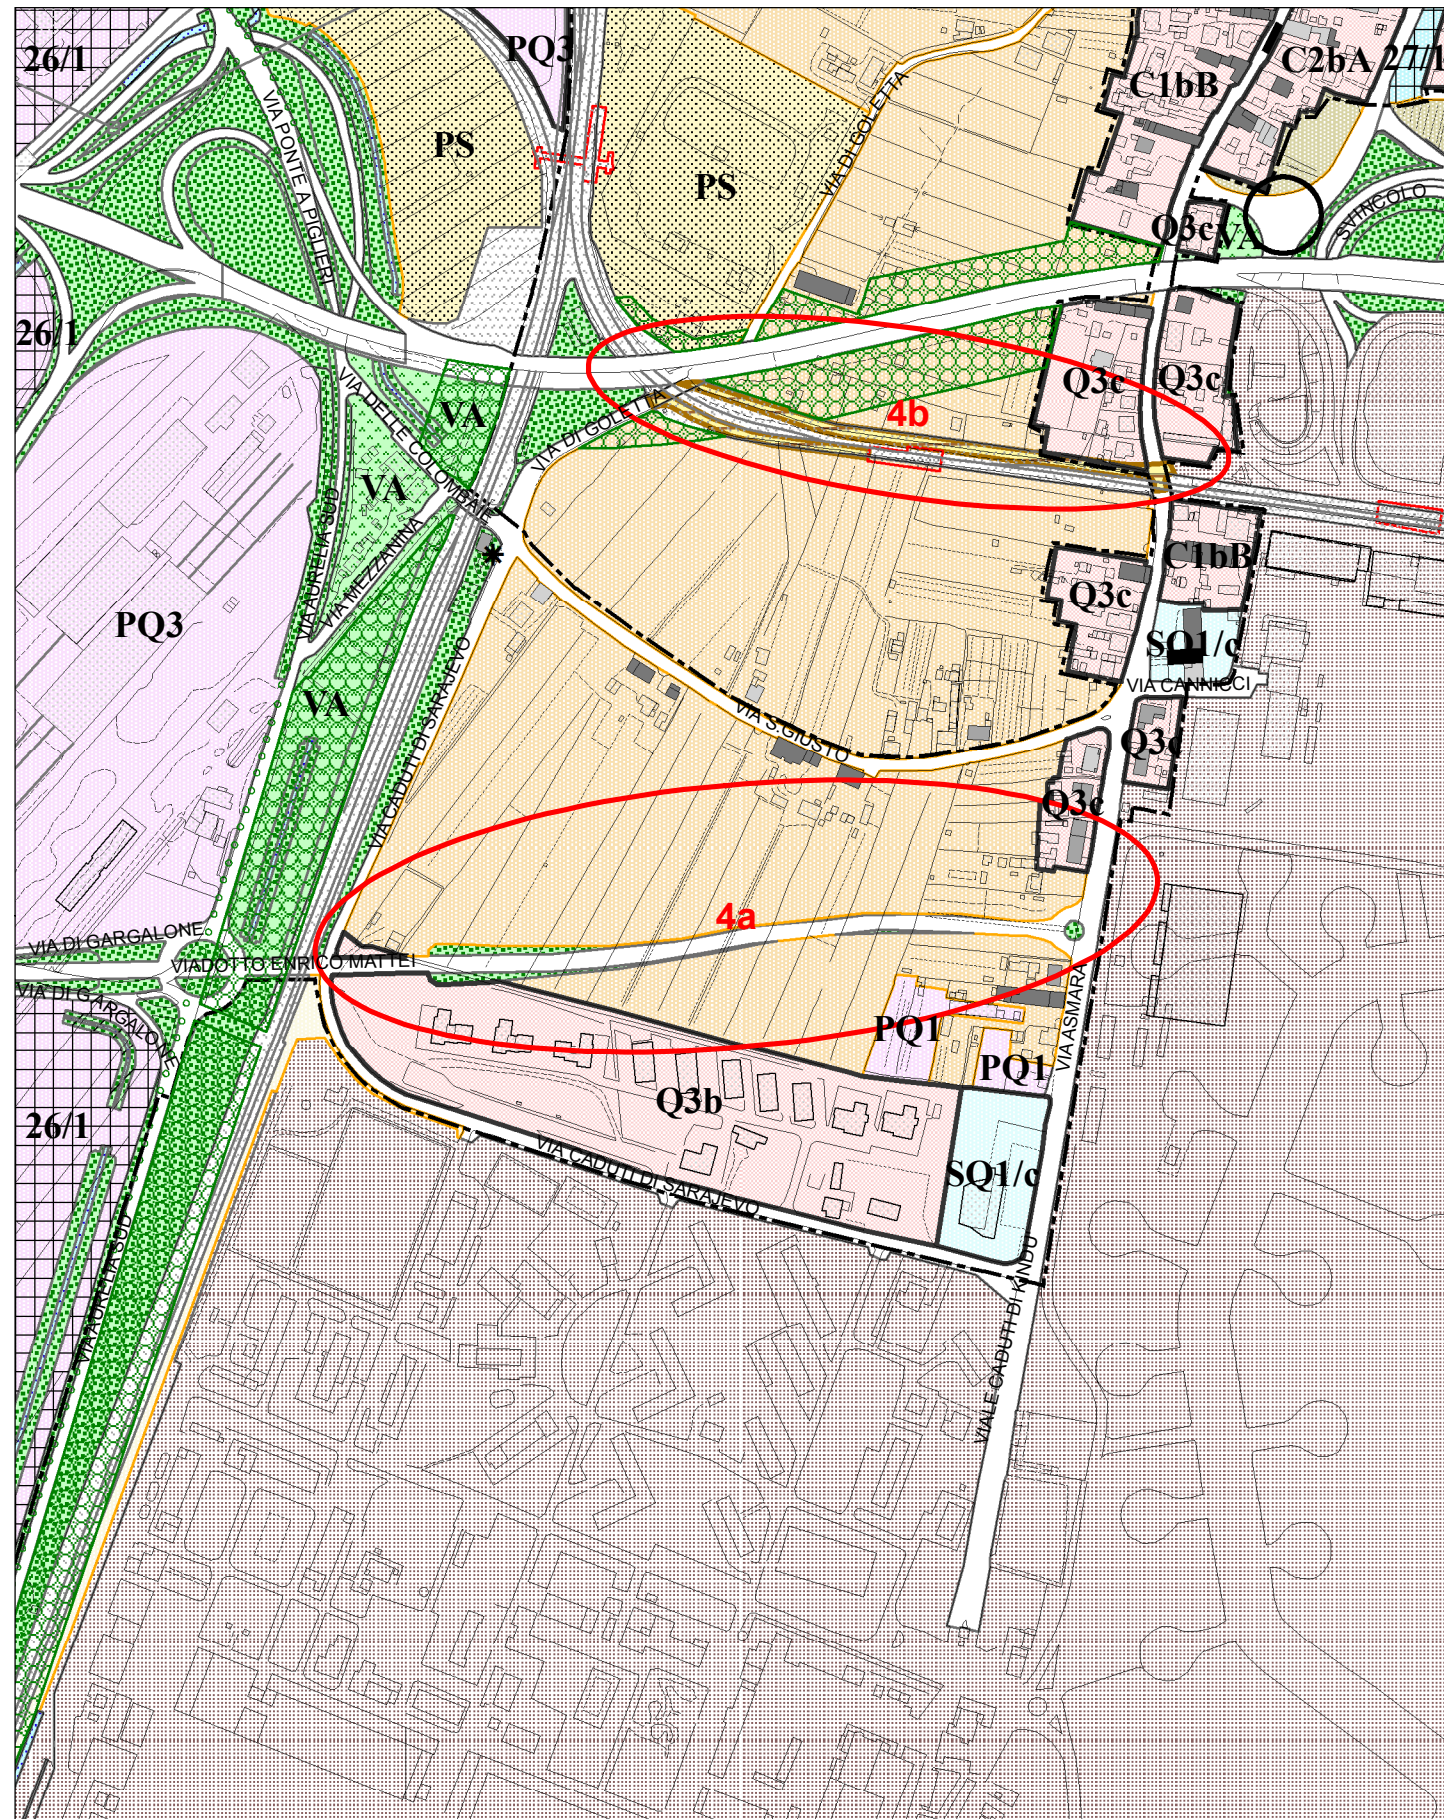 26/1
PQ3
C1bB
C2bA
27/1
PS
PS
VIA PONTE A PIGLIERI
VIA DI GOLETTA
SVINCOLO
Q3c
VA
26/1
Q3c
Q3c
VIA DELLE COLOMBAIE
VA
VIA DI GOLETTA
4b
VA
VIA AURELIA SUD
VIA MEZZANINA
C1bB
Q3c
PQ3
SQ1/c
VIA CANNICCI
VA
VIA CADUTI DI SARAJEVO
VIA S.GIUSTO
Q3c
Q3c
4a
VIA DI GARGALONE
VIADOTTO ENRICO MATTEI
VIA DI GARGALONE
VIA ASMARA
PQ1
PQ1
26/1
Q3b
VIA CADUTI DI SARAJEVO
SQ1/c
VIA AURELIA SUD
VIALE CADUTI DI KINDU